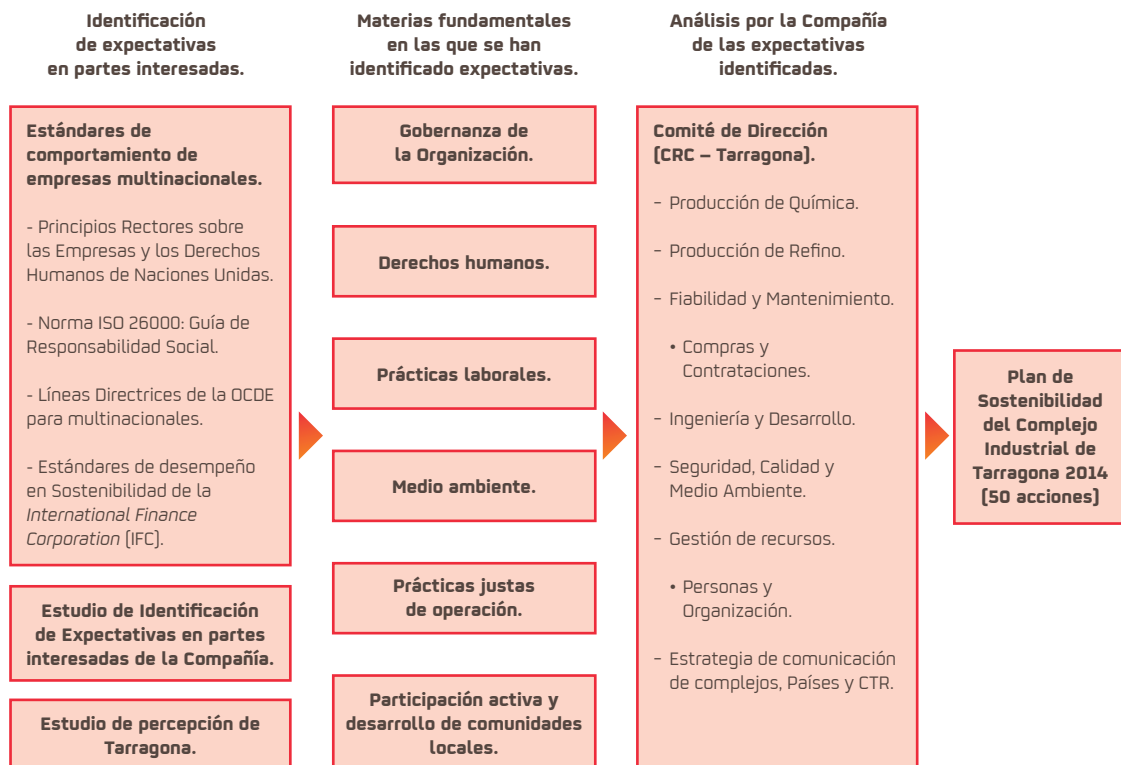 Identificación
de expectativas
en partes interesadas.
Estándares de
comportamiento de
empresas multinacionales.
- Principios Rectores sobre
las Empresas y los Derechos
Humanos de Naciones Unidas.
- Norma ISO 26000: Guía de
Responsabilidad Social.
- Líneas Directrices de la OCDE
para multinacionales.
- Estándares de desempeño
en Sostenibilidad de la
International Finance
Corporation (IFC).
Estudio de Identificación
de Expectativas en partes
interesadas de la Compañía.
Estudio de percepción de
Tarragona.
Materias fundamentales
en las que se han
identificado expectativas.
Gobernanza de
la Organización.
Derechos humanos.
Prácticas laborales.
Medio ambiente.
Prácticas justas
de operación.
Participación activa y
desarrollo de comunidades
locales.
Análisis por la Compañía
de las expectativas
identificadas.
Comité de Dirección
(CRC – Tarragona).
- Producción de Química.
- Producción de Refino.
- Fiabilidad y Mantenimiento.
• Compras y
Contrataciones.
- Ingeniería y Desarrollo.
- Seguridad, Calidad y
Medio Ambiente.
- Gestión de recursos.
• Personas y
Organización.
- Estrategia de comunicación
de complejos, Países y CTR.
Plan de
Sostenibilidad
del Complejo
Industrial de
Tarragona 2014
(50 acciones)